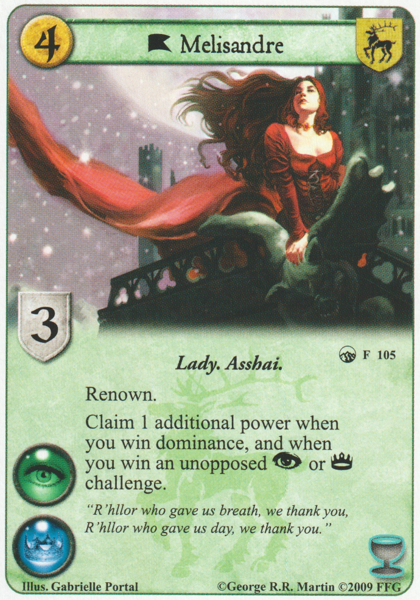 4
Melisandre
3
Lady. Asshai.
F 105
Renown.
Claim 1 additional power when
you win dominance, and when
you win an unopposed or
challenge.
"R'hllor who gave us breath, we thank you,
R'hllor who gave us day, we thank you."
Illus. Gabrielle Portal
©George R.R. Martin ©2009 FFG